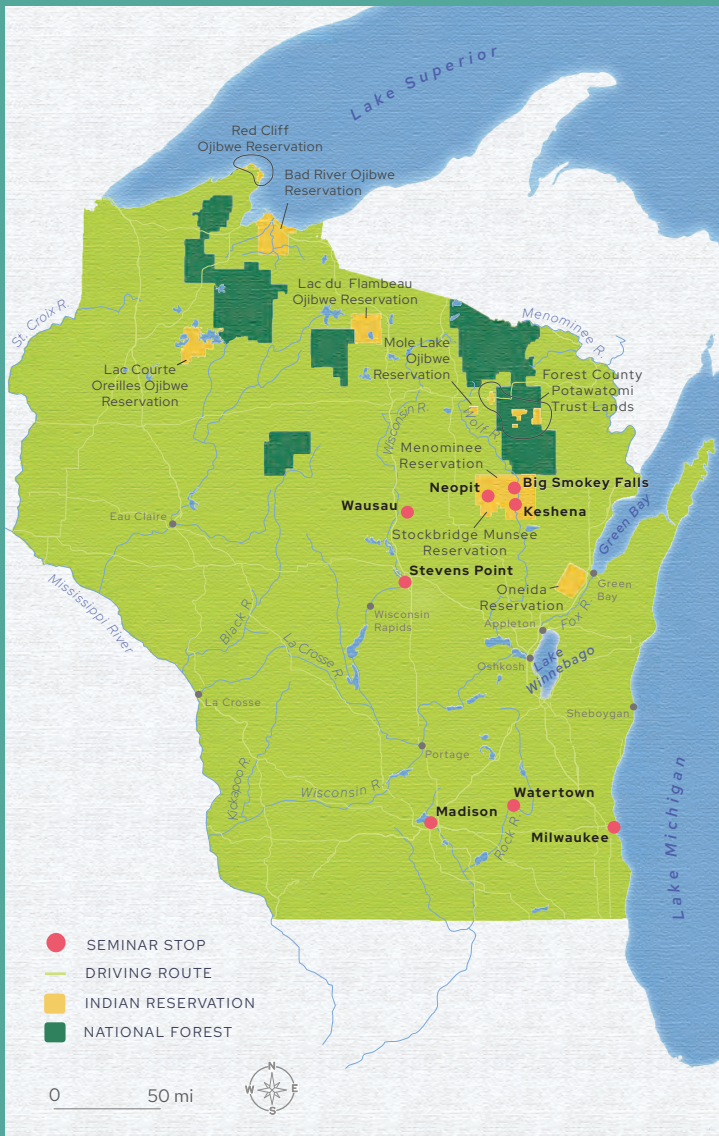 Lake Superior
Red Cliff
Ojibwe Reservation
Bad River Ojibwe
Reservation
Lac du Flambeau
Ojibwe Reservation
St. Croix R.
Menominee R.
Mole Lake
Ojibwe
Reservation
Lac Courte
Oreilles Ojibwe
Reservation
Forest County
Potawatomi
Trust Lands
Wisconsin R
Wolf R
Menominee
Reservation
Big Smokey Falls
Neopit
Keshena
Wausau
Eau Claire
Stockbridge Munsee
Reservation
Green Bay
Stevens Point
Mississippi River
Oneida
Reservation
Green
Bay
Wisconsin
Rapids
Black R
Fox R
Appleton
La Crosse R
Oshkosh
Lake
Winnebago
La Crosse
Sheboygan
Portage
Kickapoo R
Wisconsin R
Watertown
Madison
Rock R
Milwaukee
Lake Michigan
SEMINAR STOP
DRIVING ROUTE
INDIAN RESERVATION
NATIONAL FOREST
0 50 mi
N
W E
S